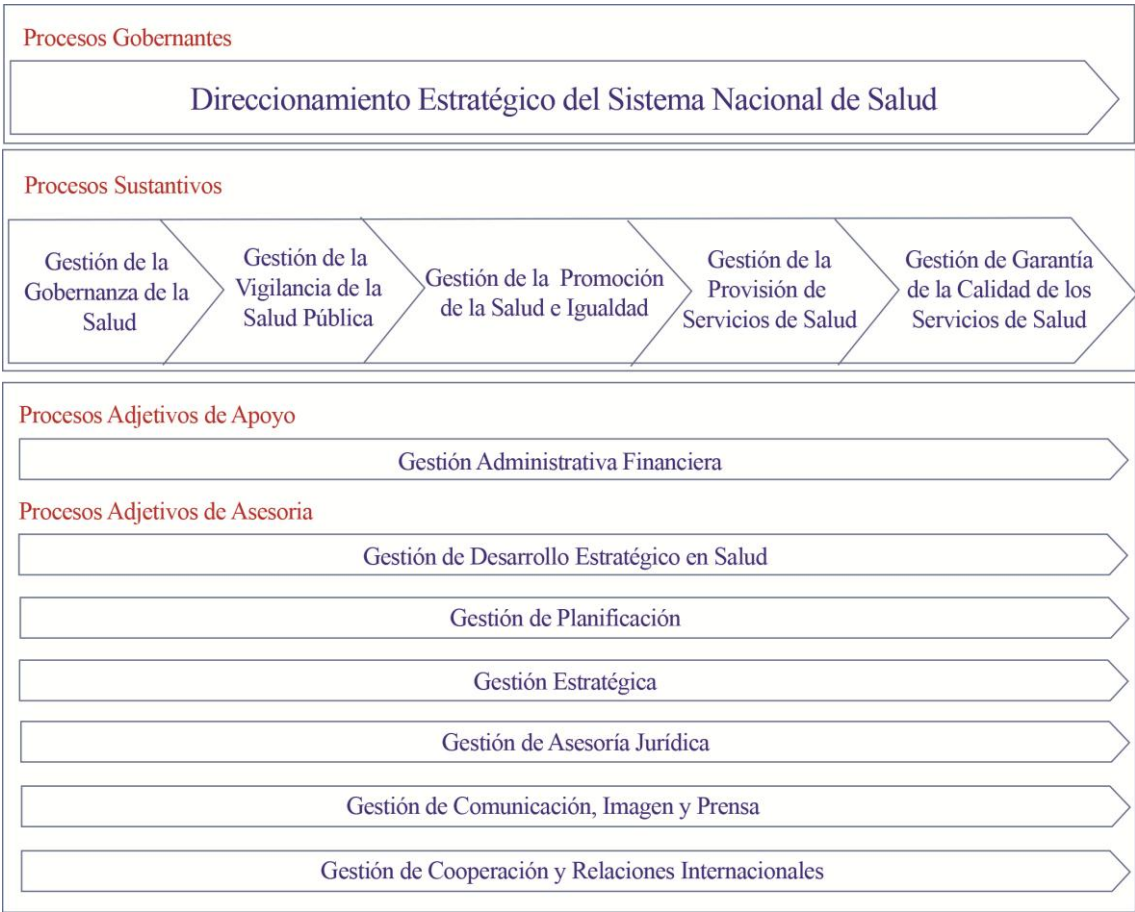 Procesos Gobernantes
Direccionamiento Estratégico del Sistema Nacional de Salud
Procesos Sustantivos
Gestión de la
Gobernanza de la
Salud
Gestión de la
Vigilancia de la
Salud Pública
Gestión de la Promoción
de la Salud e Igualdad
Gestión de la
Provisión de
Servicios de Salud
Gestión de Garantía
de la Calidad de los
Servicios de Salud
Procesos Adjetivos de Apoyo
Gestión Administrativa Financiera
Procesos Adjetivos de Asesoria
Gestión de Desarrollo Estratégico en Salud
Gestión de Planificación
Gestión Estratégica
Gestión de Asesoría Jurídica
Gestión de Comunicación, Imagen y Prensa
Gestión de Cooperación y Relaciones Internacionales